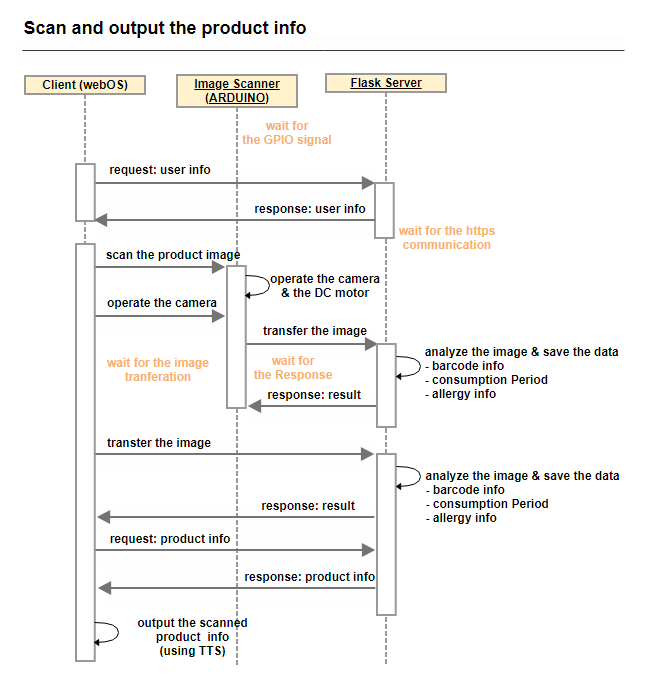 Scan and output the product info
Client (webOS)
Image Scanner
(ARDUINO)
Flask Server
wait for
the GPIO signal
request: user info
response: user info
wait for the https
communication
scan the product image
operate the camera
& the DC motor
operate the camera
transfer the image
wait for the image
tranferation
wait for
the Response
analyze the image & save the data
- barcode info
- consumption Period
- allergy info
response: result
transter the image
analyze the image & save the data
- barcode info
- consumption Period
- allergy info
response: result
request: product info
response: product info
output the scanned
product info
(using TTS)